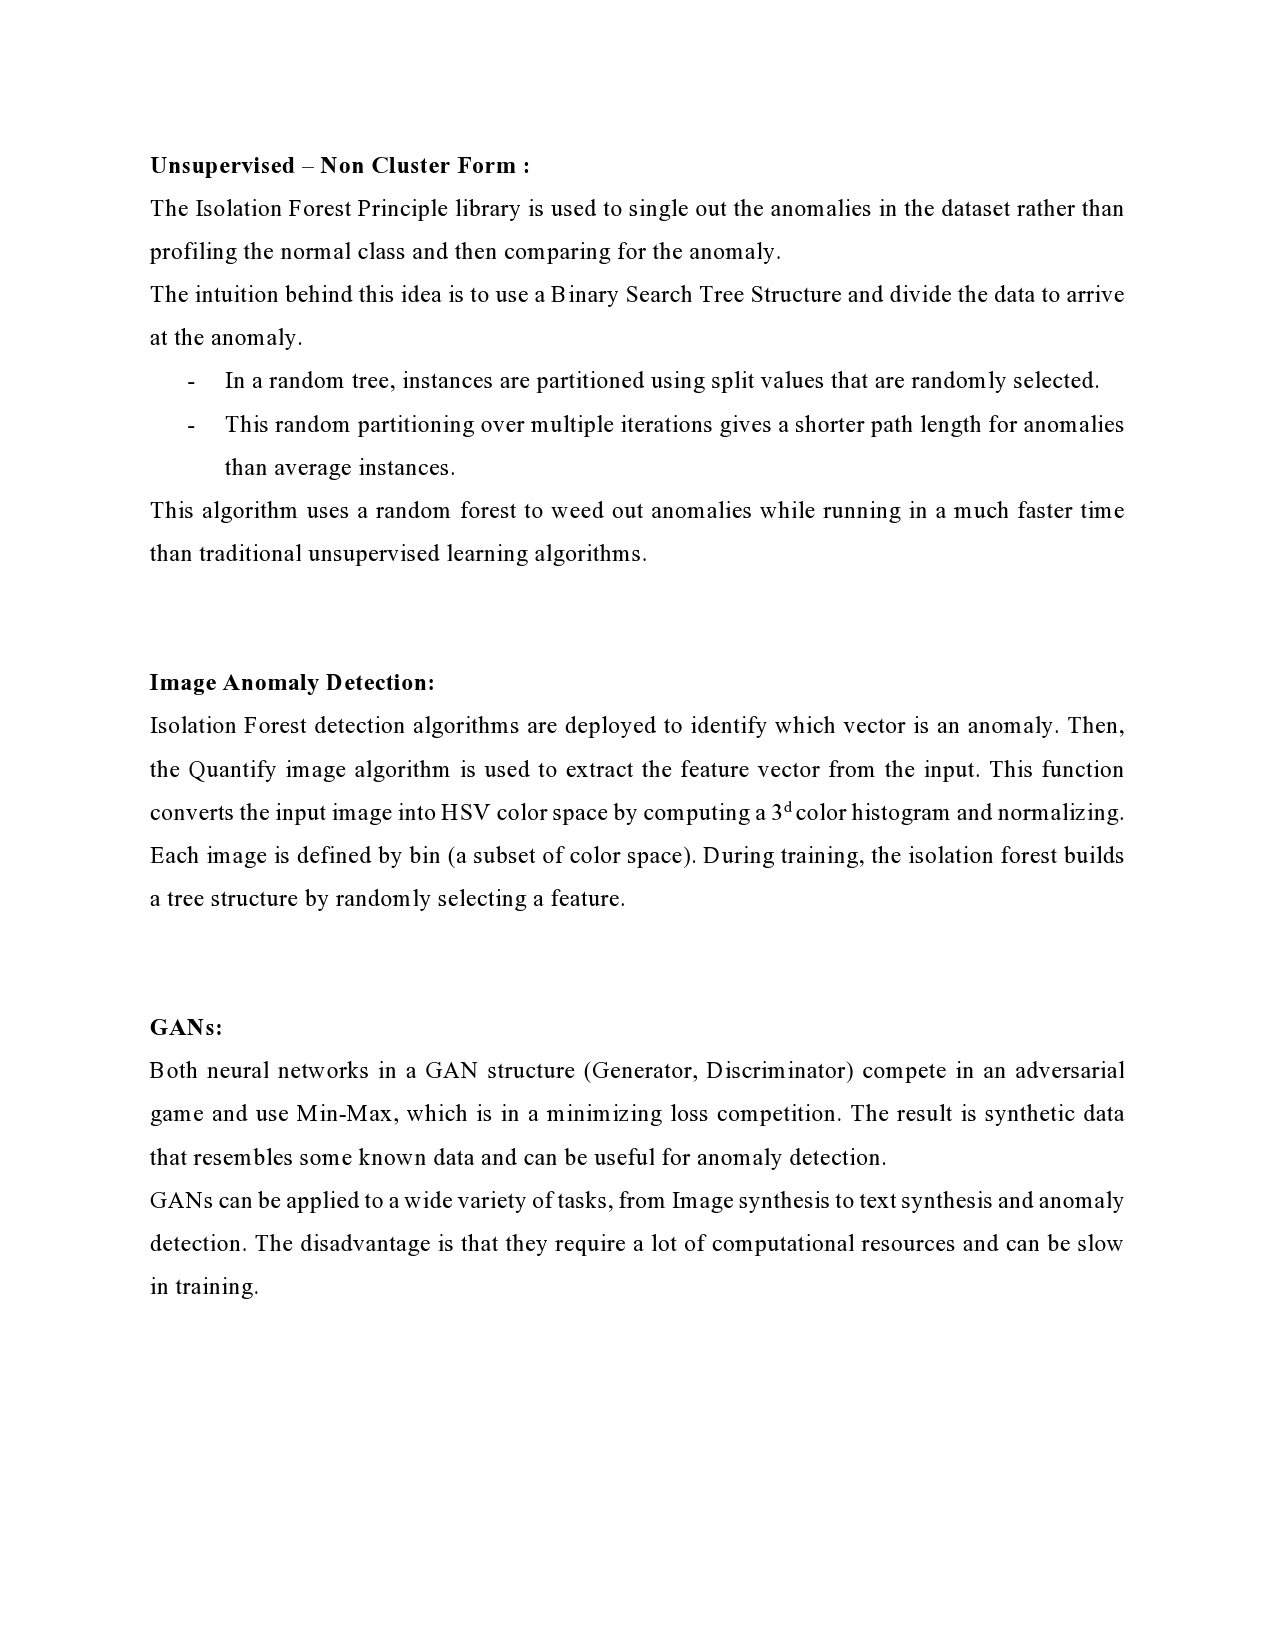 Unsupervised – Non Cluster Form :
The Isolation Forest Principle library is used to single out the anomalies in the dataset rather than
profiling the normal class and then comparing for the anomaly.
The intuition behind this idea is to use a Binary Search Tree Structure and divide the data to arrive
at the anomaly.
- In a random tree, instances are partitioned using split values that are randomly selected.
- This random partitioning over multiple iterations gives a shorter path length for anomalies
than average instances.
This algorithm uses a random forest to weed out anomalies while running in a much faster time
than traditional unsupervised learning algorithms.
Image Anomaly Detection:
Isolation Forest detection algorithms are deployed to identify which vector is an anomaly. Then,
the Quantify image algorithm is used to extract the feature vector from the input. This function
converts the input image into HSV color space by computing a 3ᵈ color histogram and normalizing.
Each image is defined by bin (a subset of color space). During training, the isolation forest builds
a tree structure by randomly selecting a feature.
GANs:
Both neural networks in a GAN structure (Generator, Discriminator) compete in an adversarial
game and use Min-Max, which is in a minimizing loss competition. The result is synthetic data
that resembles some known data and can be useful for anomaly detection.
GANs can be applied to a wide variety of tasks, from Image synthesis to text synthesis and anomaly
detection. The disadvantage is that they require a lot of computational resources and can be slow
in training.